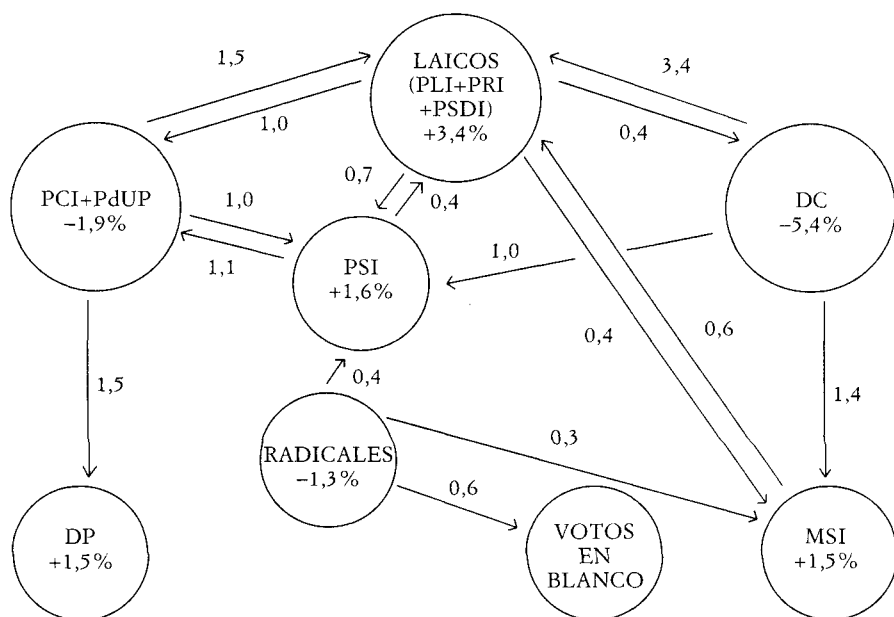 LAICOS
(PLI+PRI
+PSDI)
+3,4%
1,5
1,0
3,4
0,4
PCI+PdUP
−1,9%
DC
−5,4%
0,7
0,4
1,0
1,1
PSI
+1,6%
1,0
0,4
0,6
1,5
0,4
1,4
RADICALES
−1,3%
0,3
0,6
DP
+1,5%
VOTOS
EN
BLANCO
MSI
+1,5%